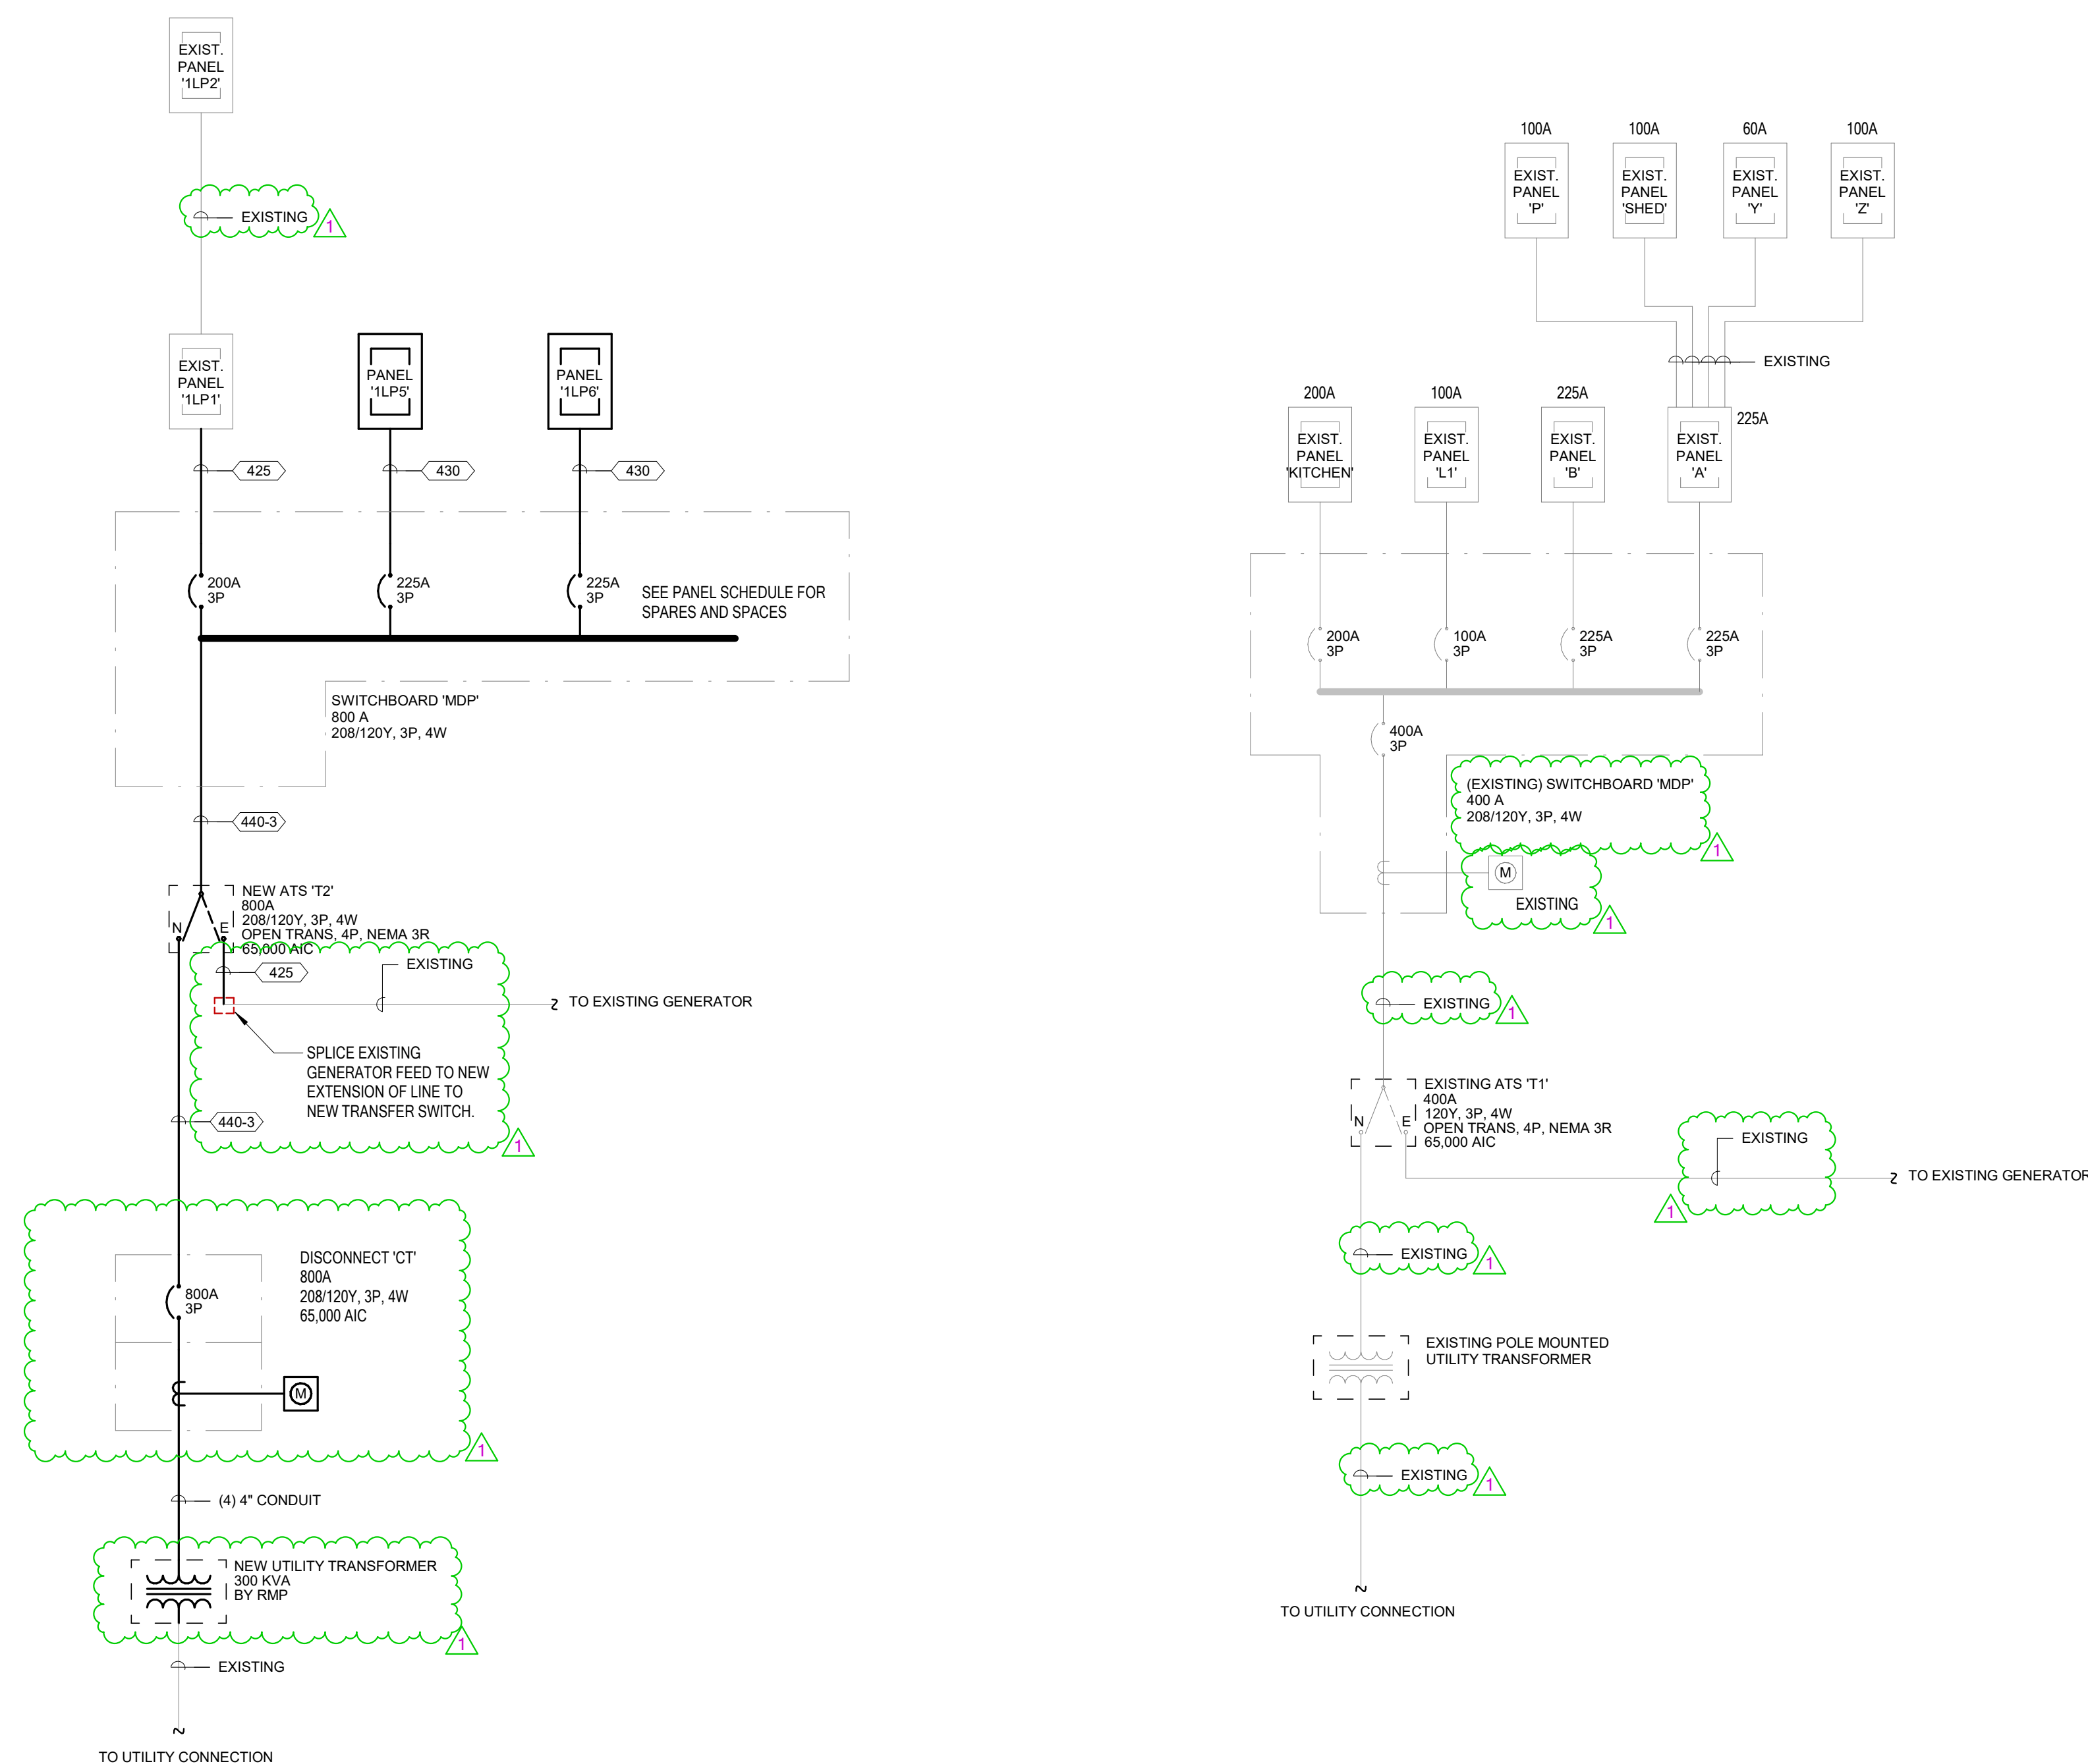 EXIST.
PANEL
'1LP2'
EXISTING
1
EXIST.
PANEL
'1LP1'
PANEL
'1LP5'
PANEL
'1LP6'
425
430
430
200A
3P
225A
3P
225A
3P
SEE PANEL SCHEDULE FOR
SPARES AND SPACES
SWITCHBOARD 'MDP'
800 A
208/120Y, 3P, 4W
440-3
NEW ATS 'T2'
800A
208/120Y, 3P, 4W
OPEN TRANS, 4P, NEMA 3R
65,000 AIC
N
E
425
EXISTING
TO EXISTING GENERATOR
SPLICE EXISTING
GENERATOR FEED TO NEW
EXTENSION OF LINE TO
NEW TRANSFER SWITCH.
440-3
1
DISCONNECT 'CT'
800A
208/120Y, 3P, 4W
65,000 AIC
800A
3P
M
1
(4) 4" CONDUIT
NEW UTILITY TRANSFORMER
300 KVA
BY RMP
1
EXISTING
TO UTILITY CONNECTION
100A
100A
60A
100A
EXIST.
PANEL
'P'
EXIST.
PANEL
'SHED'
EXIST.
PANEL
'Y'
EXIST.
PANEL
'Z'
EXISTING
200A
100A
225A
225A
EXIST.
PANEL
'KITCHEN'
EXIST.
PANEL
'L1'
EXIST.
PANEL
'B'
EXIST.
PANEL
'A'
200A
3P
100A
3P
225A
3P
225A
3P
400A
3P
(EXISTING) SWITCHBOARD 'MDP'
400 A
208/120Y, 3P, 4W
1
M
EXISTING
1
EXISTING
1
EXISTING ATS 'T1'
400A
120Y, 3P, 4W
OPEN TRANS, 4P, NEMA 3R
65,000 AIC
N
E
EXISTING
TO EXISTING GENERATOR
1
EXISTING
1
EXISTING POLE MOUNTED
UTILITY TRANSFORMER
EXISTING
1
TO UTILITY CONNECTION